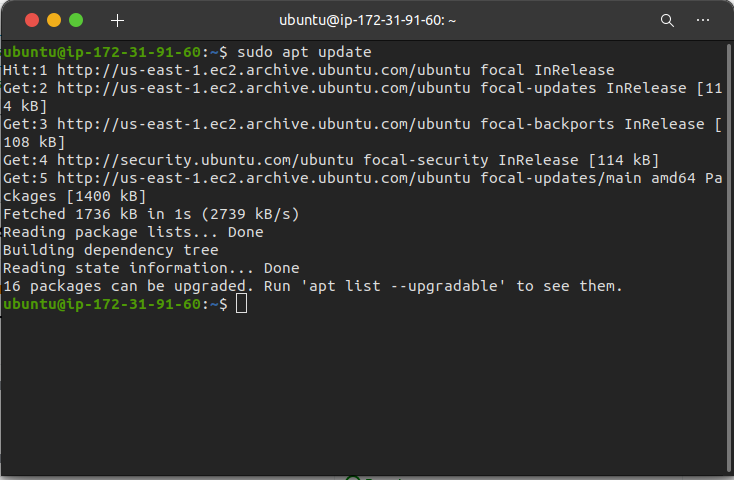 ubuntu@ip-172-31-91-60: ~
ubuntu@ip-172-31-91-60:~$ sudo apt update
Hit:1 http://us-east-1.ec2.archive.ubuntu.com/ubuntu focal InRelease
Get:2 http://us-east-1.ec2.archive.ubuntu.com/ubuntu focal-updates InRelease [11
4 kB]
Get:3 http://us-east-1.ec2.archive.ubuntu.com/ubuntu focal-backports InRelease [
108 kB]
Get:4 http://security.ubuntu.com/ubuntu focal-security InRelease [114 kB]
Get:5 http://us-east-1.ec2.archive.ubuntu.com/ubuntu focal-updates/main amd64 Pa
ckages [1400 kB]
Fetched 1736 kB in 1s (2739 kB/s)
Reading package lists... Done
Building dependency tree
Reading state information... Done
16 packages can be upgraded. Run 'apt list --upgradable' to see them.
ubuntu@ip-172-31-91-60:~$